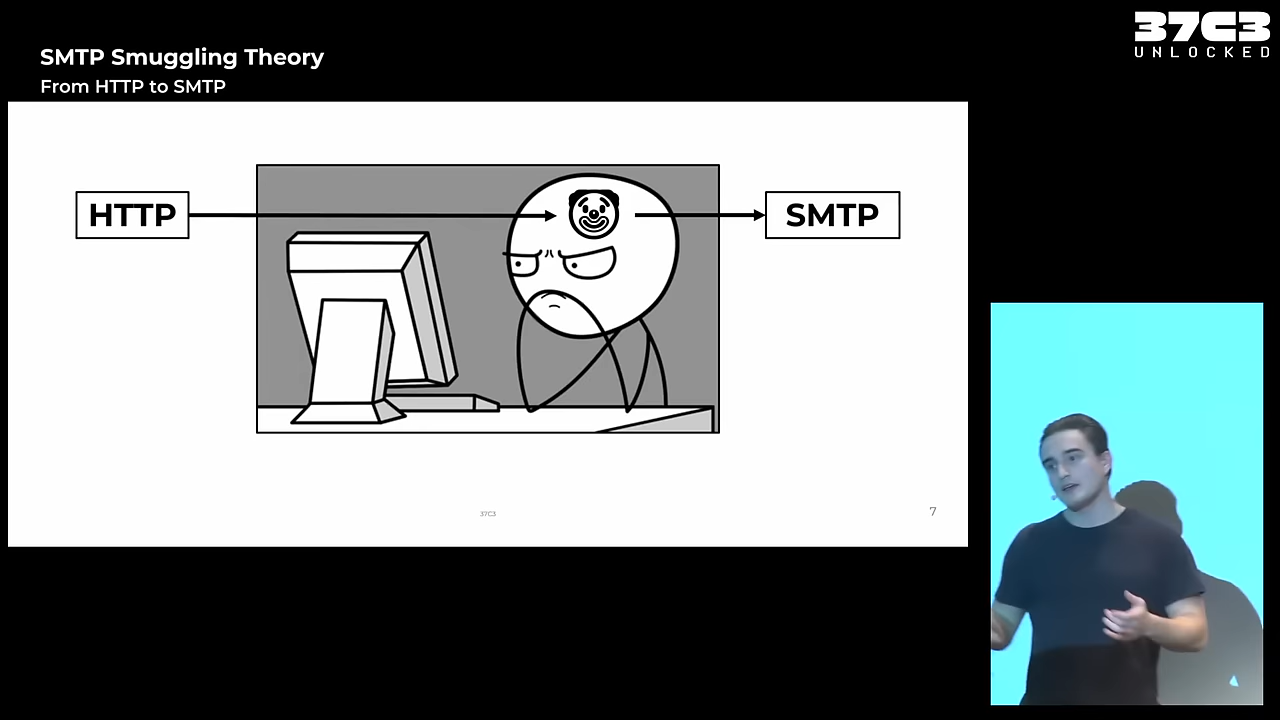 SMTP Smuggling Theory
From HTTP to SMTP
37C3
UNLOCKED
HTTP
SMTP
37C3
7